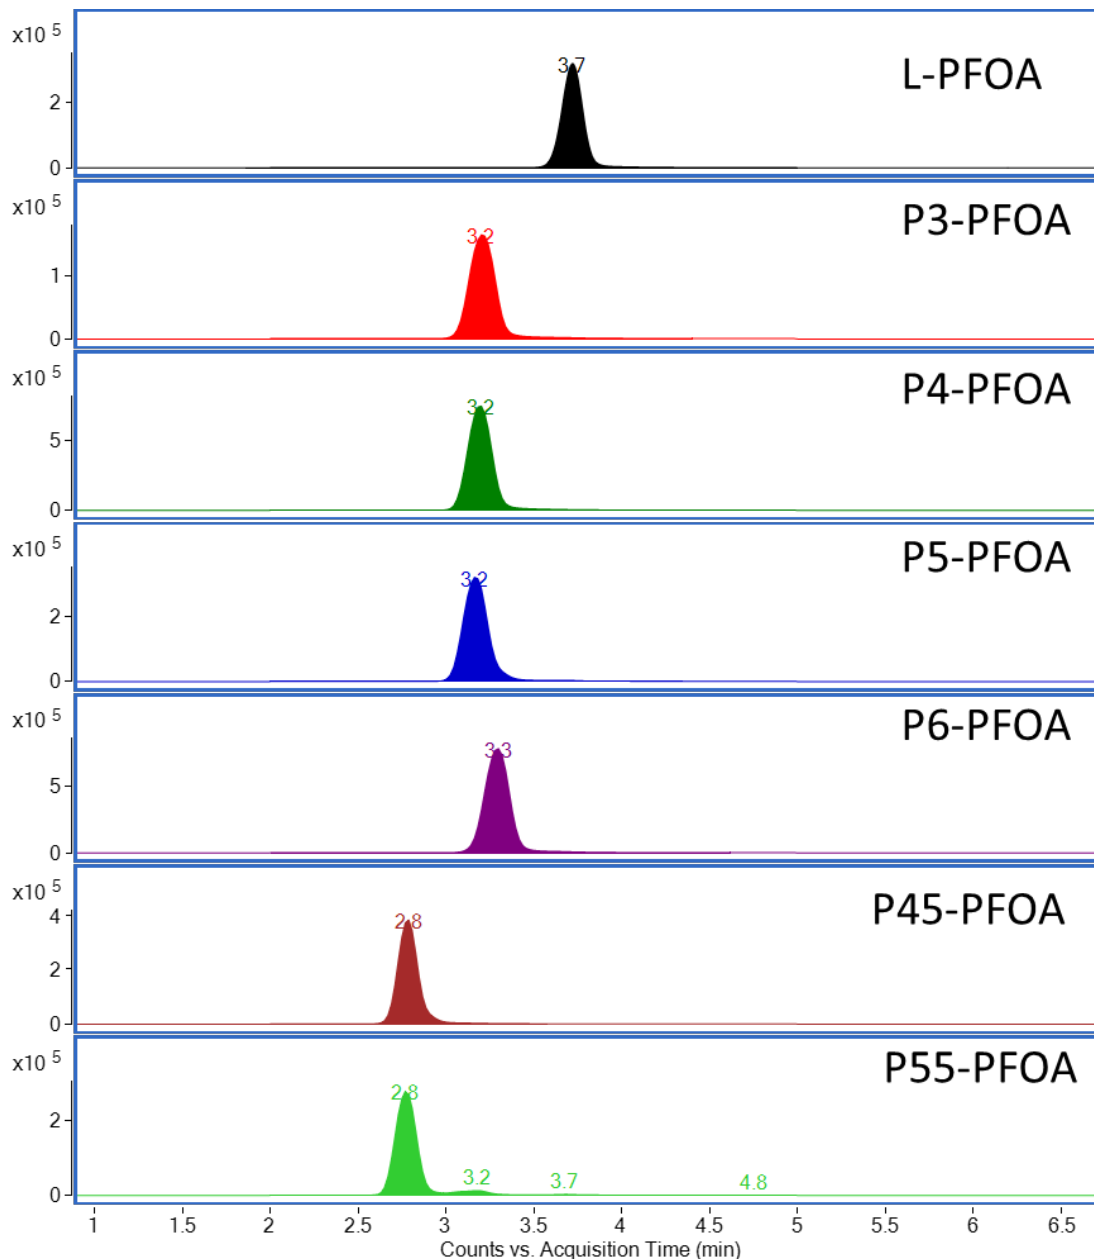 x10 5
L-PFOA
3.7
2
0
x10 5
P3-PFOA
3.2
1
0
x10 5
P4-PFOA
3.2
5
0
x10 5
P5-PFOA
3.2
2
0
x10 5
P6-PFOA
3.3
5
0
x10 5
P45-PFOA
4
2.8
2
0
x10 5
P55-PFOA
2.8
2
3.2 3.7 4.8
0
1 1.5 2 2.5 3 3.5 4 4.5 5 5.5 6 6.5
Counts vs. Acquisition Time (min)